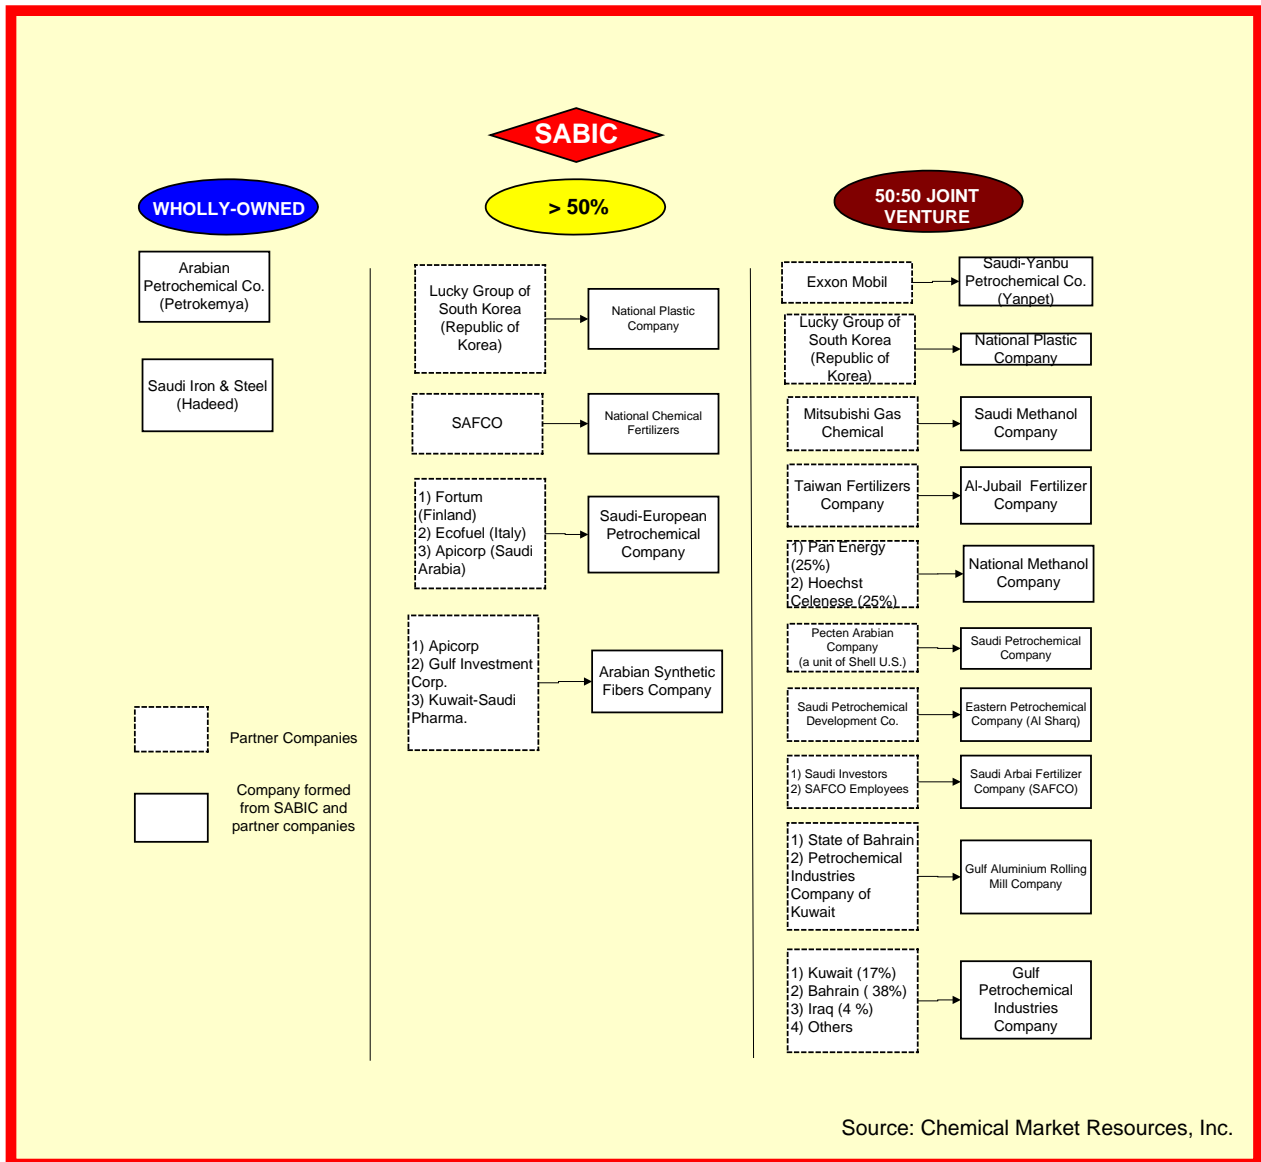 SABIC
WHOLLY-OWNED
Arabian
Petrochemical Co.
(Petrokemya)
Saudi Iron & Steel
(Hadeed)
Partner Companies
Company formed
from SABIC and
partner companies
> 50%
Lucky Group of
South Korea
(Republic of
Korea)
National Plastic
Company
SAFCO
National Chemical
Fertilizers
1) Fortum
(Finland)
2) Ecofuel (Italy)
3) Apicorp (Saudi
Arabia)
Saudi-European
Petrochemical
Company
1) Apicorp
2) Gulf Investment
Corp.
3) Kuwait-Saudi
Pharma.
Arabian Synthetic
Fibers Company
50:50 JOINT
VENTURE
Exxon Mobil
Saudi-Yanbu
Petrochemical Co.
(Yanpet)
Lucky Group of
South Korea
(Republic of
Korea)
National Plastic
Company
Mitsubishi Gas
Chemical
Saudi Methanol
Company
Taiwan Fertilizers
Company
Al-Jubail Fertilizer
Company
1) Pan Energy
(25%)
2) Hoechst
Celenese (25%)
National Methanol
Company
Pecten Arabian
Company
(a unit of Shell U.S.)
Saudi Petrochemical
Company
Saudi Petrochemical
Development Co.
Eastern Petrochemical
Company (Al Sharq)
1) Saudi Investors
2) SAFCO Employees
Saudi Arbai Fertilizer
Company (SAFCO)
1) State of Bahrain
2) Petrochemical
Industries
Company of
Kuwait
Gulf Aluminium Rolling
Mill Company
1) Kuwait (17%)
2) Bahrain ( 38%)
3) Iraq (4 %)
4) Others
Gulf
Petrochemical
Industries
Company
Source: Chemical Market Resources, Inc.